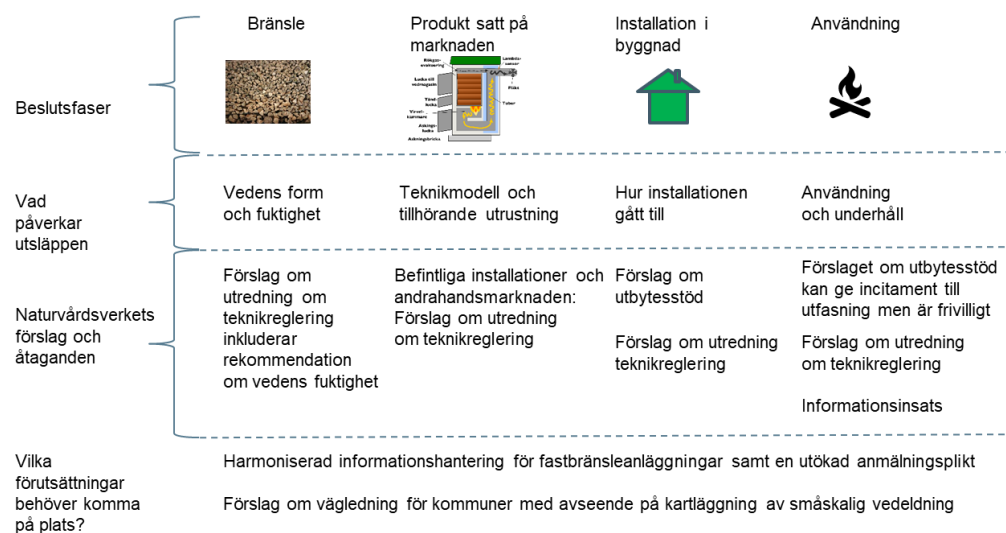 Bränsle
Produkt satt på
marknaden
Installation i
byggnad
Användning
Beslutsfaser
Vad
påverkar
utsläppen
Vedens form
och fuktighet
Teknikmodell och
tillhörande utrustning
Hur installationen
gått till
Användning
och underhåll
Naturvårdsverkets
förslag och
åtaganden
Förslag om
utredning om
teknikreglering
inkluderar
rekommendation
om vedens fuktighet
Befintliga installationer och
andrahandsmarknaden:
Förslag om utredning
om teknikreglering
Förslag om
utbytesstöd
Förslag om utredning
teknikreglering
Förslaget om utbytesstöd
kan ge incitament till
utfasning men är frivilligt
Förslag om utredning
om teknikreglering
Informationsinsats
Vilka
förutsättningar
behöver komma
på plats?
Harmoniserad informationshantering för fastbränsleanläggningar samt en utökad anmälningsplikt
Förslag om vägledning för kommuner med avseende på kartläggning av småskalig vedeldning